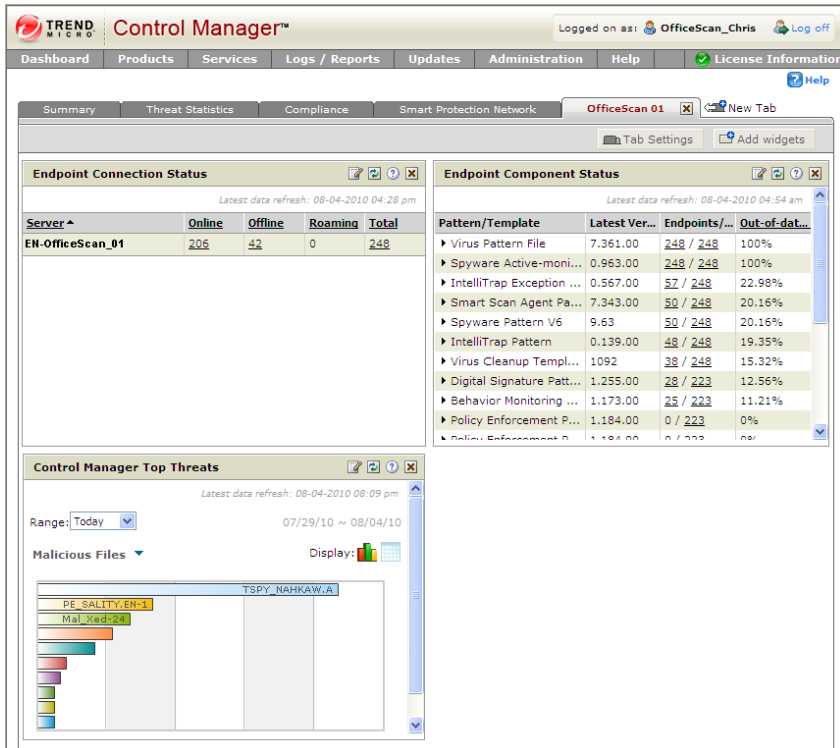 TREND MICRO Control Manager™ Logged on as: OfficeScan_Chris Log off
Dashboard Products Services Logs / Reports Updates Administration Help License Information
Help
Summary Threat Statistics Compliance Smart Protection Network OfficeScan 01 New Tab
Tab Settings Add widgets
Endpoint Connection Status
Latest data refresh: 08-04-2010 04:28 pm
Server Online Offline Roaming Total
EN-OfficeScan_01 206 42 0 248
Endpoint Component Status
Latest data refresh: 08-04-2010 04:54 am
Pattern/Template Latest Ver... Endpoints/... Out-of-dat...
Virus Pattern File 7.361.00 248 / 248 100%
Spyware Active-moni... 0.963.00 248 / 248 100%
IntelliTrap Exception ... 0.567.00 57 / 248 22.98%
Smart Scan Agent Pa... 7.343.00 50 / 248 20.16%
Spyware Pattern V6 9.63 50 / 248 20.16%
IntelliTrap Pattern 0.139.00 48 / 248 19.35%
Virus Cleanup Templ... 1092 38 / 248 15.32%
Digital Signature Patt... 1.255.00 28 / 223 12.56%
Behavior Monitoring ... 1.173.00 25 / 223 11.21%
Policy Enforcement P... 1.184.00 0 / 223 0%
Policy Enforcement P... 1.184.00 0 / 223 0%
Control Manager Top Threats
Latest data refresh: 08-04-2010 08:09 pm
Range: Today 07/29/10 ~ 08/04/10
Malicious Files Display:
TSPY_NAHKAW.A
PE_SALITY.EN-1
Mal_Xed-24